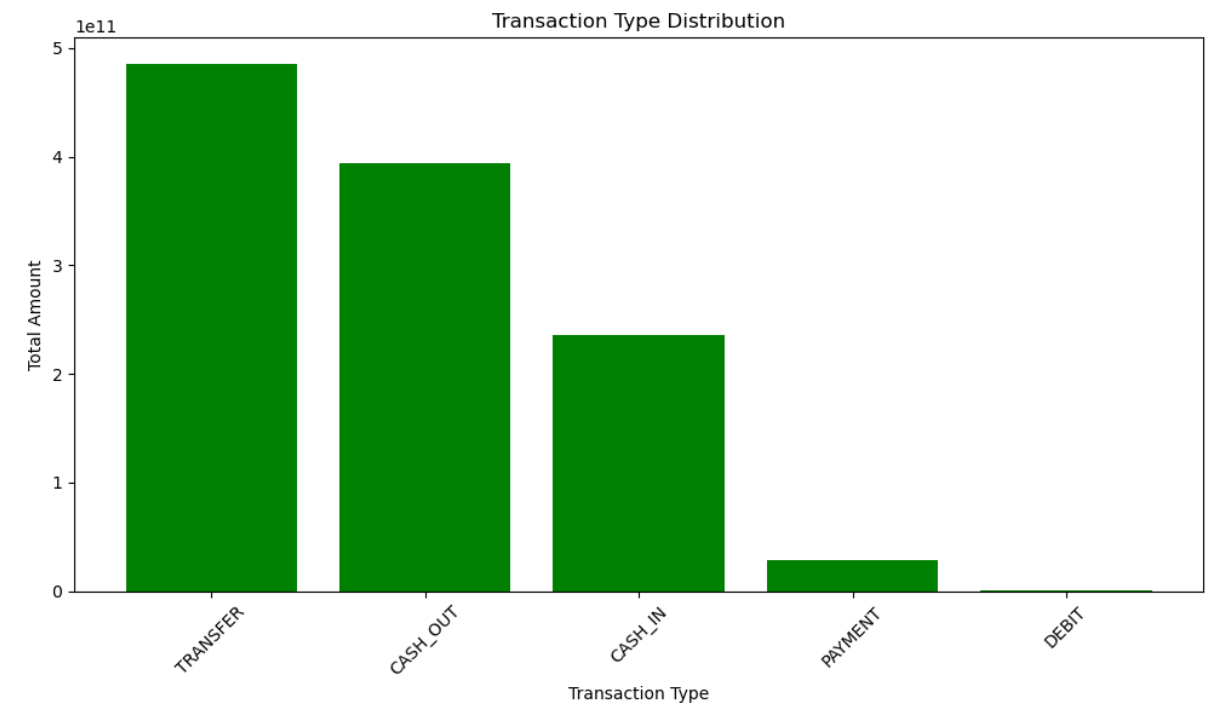 Transaction Type Distribution
1e11
5
4
3
2
1
0
Total Amount
TRANSFER
CASH_OUT
CASH_IN
PAYMENT
DEBIT
Transaction Type